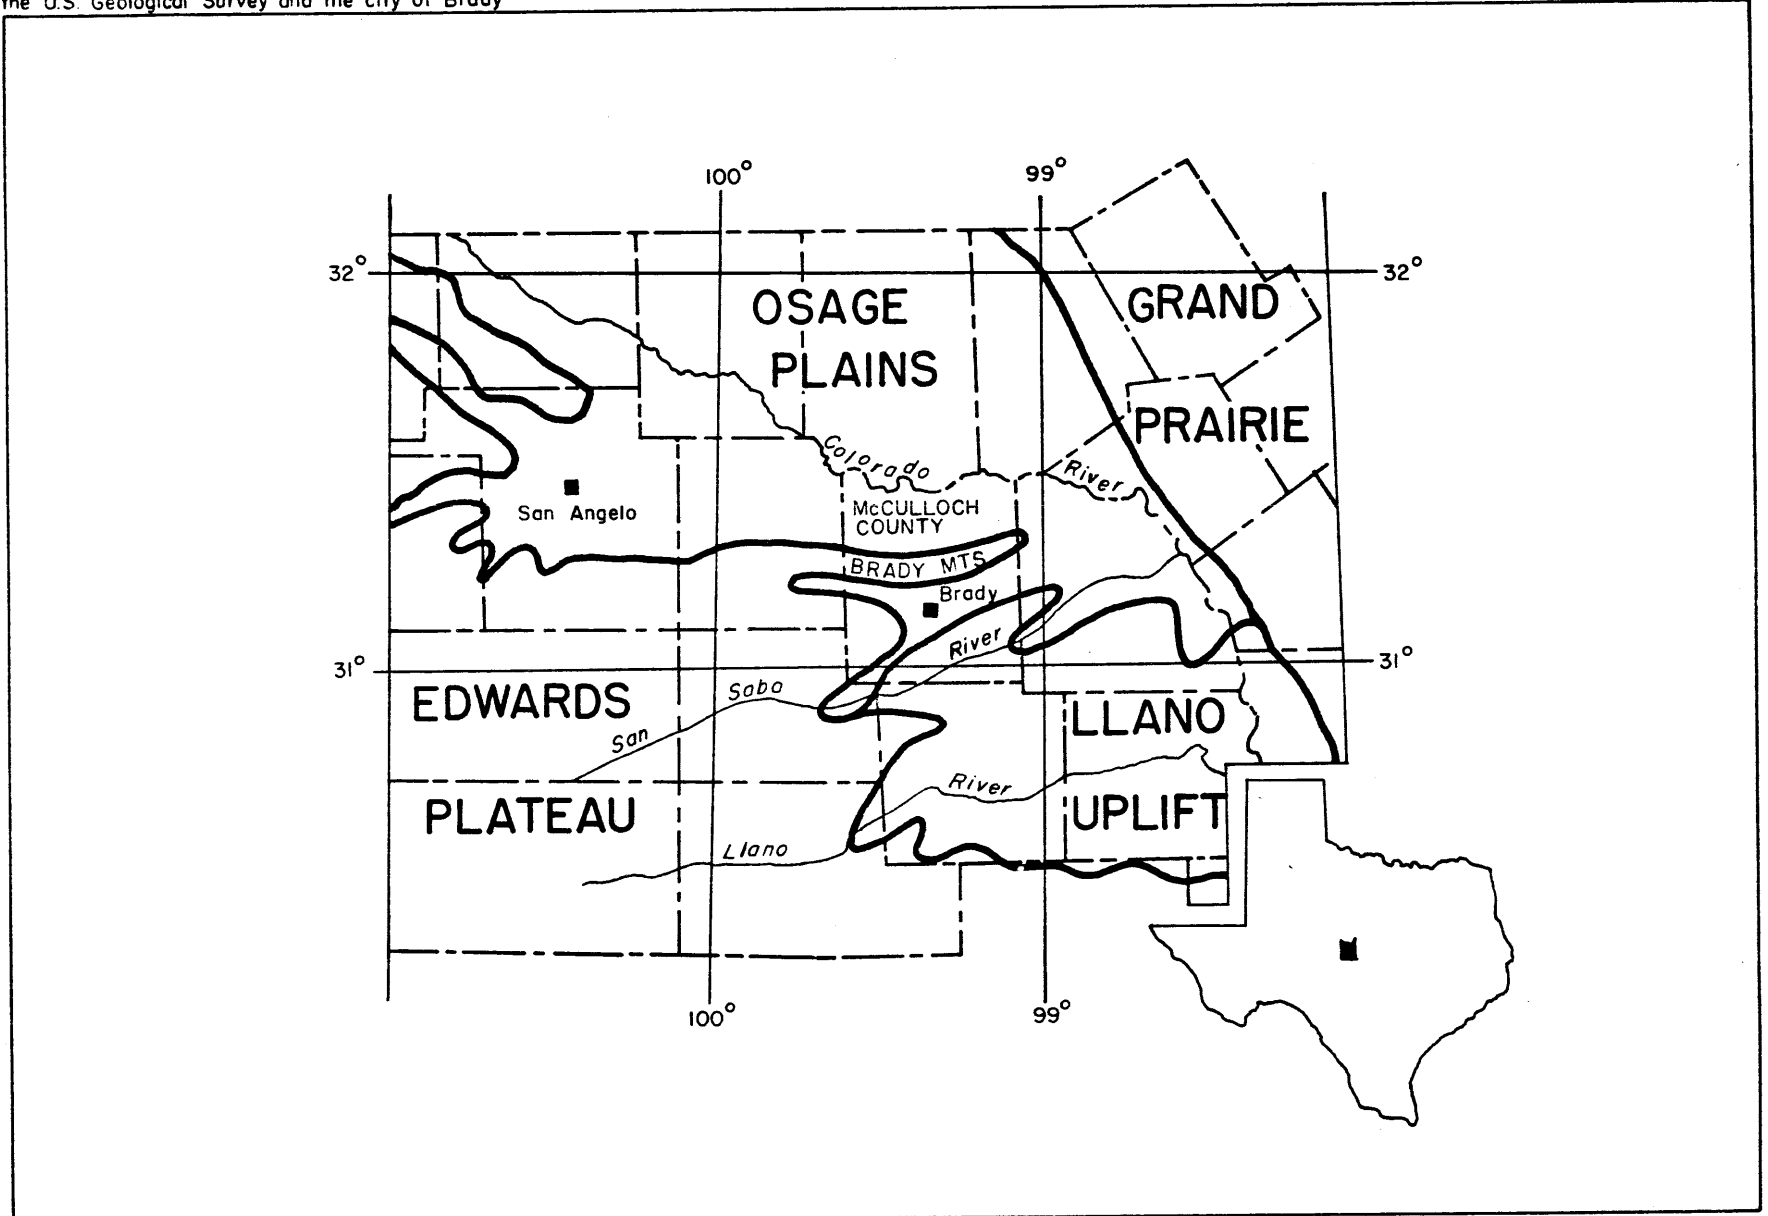 the U.S. Geological Survey and the City of Brady
100°
99°
32°
32°
OSAGE
PLAINS
GRAND
PRAIRIE
Colorado
River
San Angelo
McCULLOCH
COUNTY
BRADY MTS
Brady
River
31°
31°
EDWARDS
Saba
San
LLANO
River
PLATEAU
UPLIFT
Llano
100°
99°